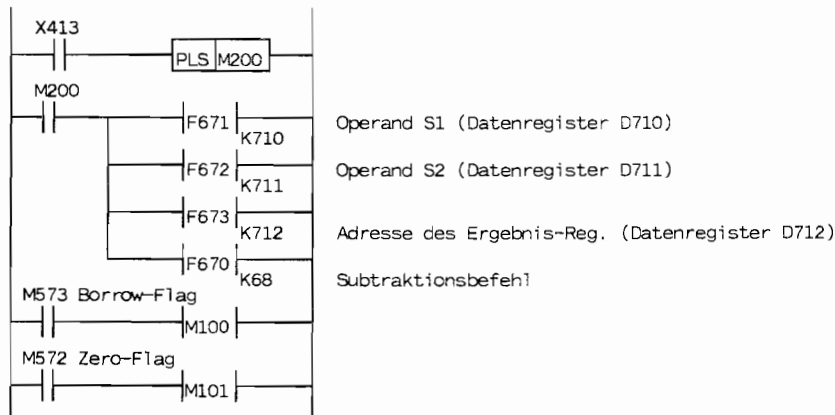 X413
PLS M200
M200
F671 K710 Operand S1 (Datenregister D710)
F672 K711 Operand S2 (Datenregister D711)
F673 K712 Adresse des Ergebnis-Reg. (Datenregister D712)
F670 K68 Subtraktionsbefehl
M573 Borrow-Flag
M100
M572 Zero-Flag
M101